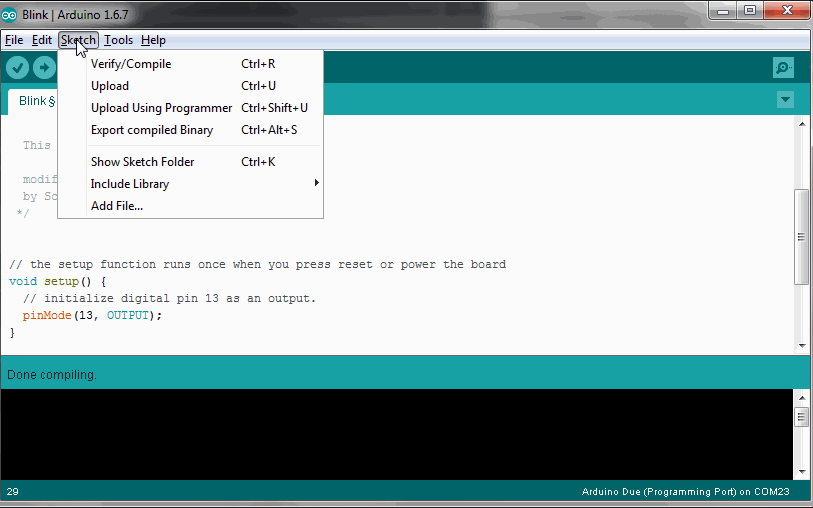 Blink | Arduino 1.6.7
File Edit Sketch Tools Help
Verify/Compile Ctrl+R
Upload Ctrl+U
Upload Using Programmer Ctrl+Shift+U
Export compiled Binary Ctrl+Alt+S
Show Sketch Folder Ctrl+K
Include Library
Add File...
Blink §
This
modif
by Sc
*/
// the setup function runs once when you press reset or power the board
void setup() {
// initialize digital pin 13 as an output.
pinMode(13, OUTPUT);
}
Done compiling.
29 Arduino Due (Programming Port) on COM23